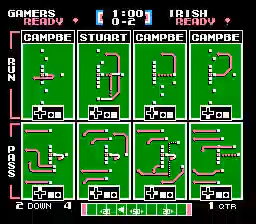 GAMERS 1:00 IRISH
READY 0-2 READY
CAMPBE STUART CAMPBE CAMPBE
RUN
PASS
2 DOWN 4 1 QTR